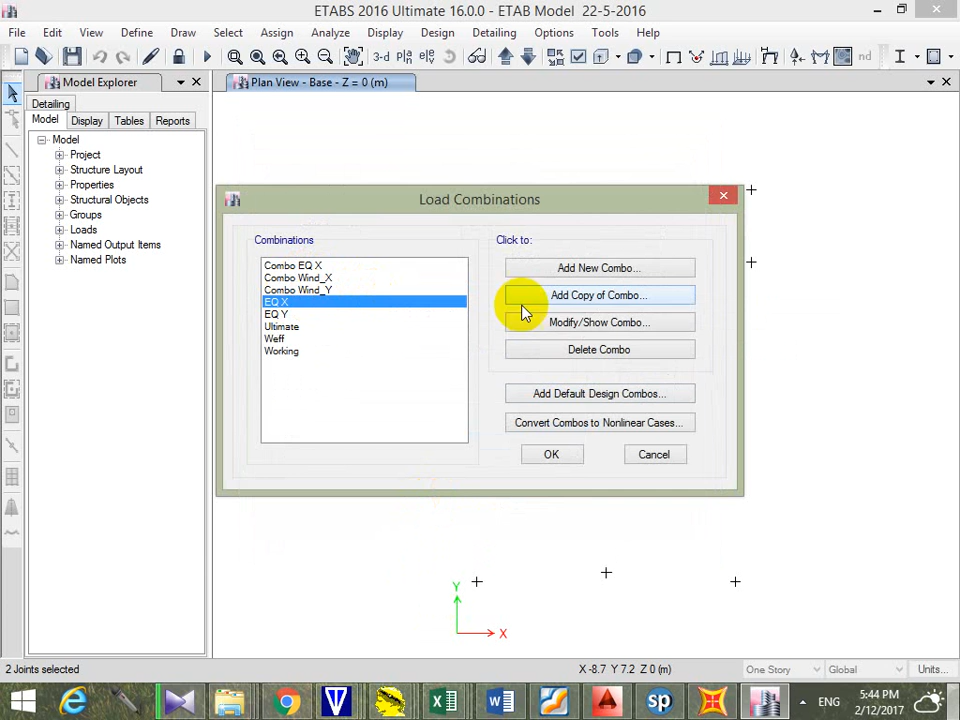 ETABS 2016 Ultimate 16.0.0 - ETAB Model 22-5-2016
File Edit View Define Draw Select Assign Analyze Display Design Detailing Options Tools Help
3-d pla ele nd
Model Explorer
Plan View - Base - Z = 0 (m)
Detailing
Model Display Tables Reports
Model
Project
Structure Layout
Properties
Structural Objects
Groups
Loads
Named Output Items
Named Plots
Load Combinations
Combinations
Combo EQ X
Combo Wind_X
Combo Wind_Y
EQ X
EQ Y
Ultimate
Weff
Working
Click to:
Add New Combo...
Add Copy of Combo...
Modify/Show Combo...
Delete Combo
Add Default Design Combos...
Convert Combos to Nonlinear Cases...
OK Cancel
Y
X
2 Joints selected
X -8.7 Y 7.2 Z 0 (m)
One Story
Global
Units...
sp
ENG
5:44 PM
2/12/2017